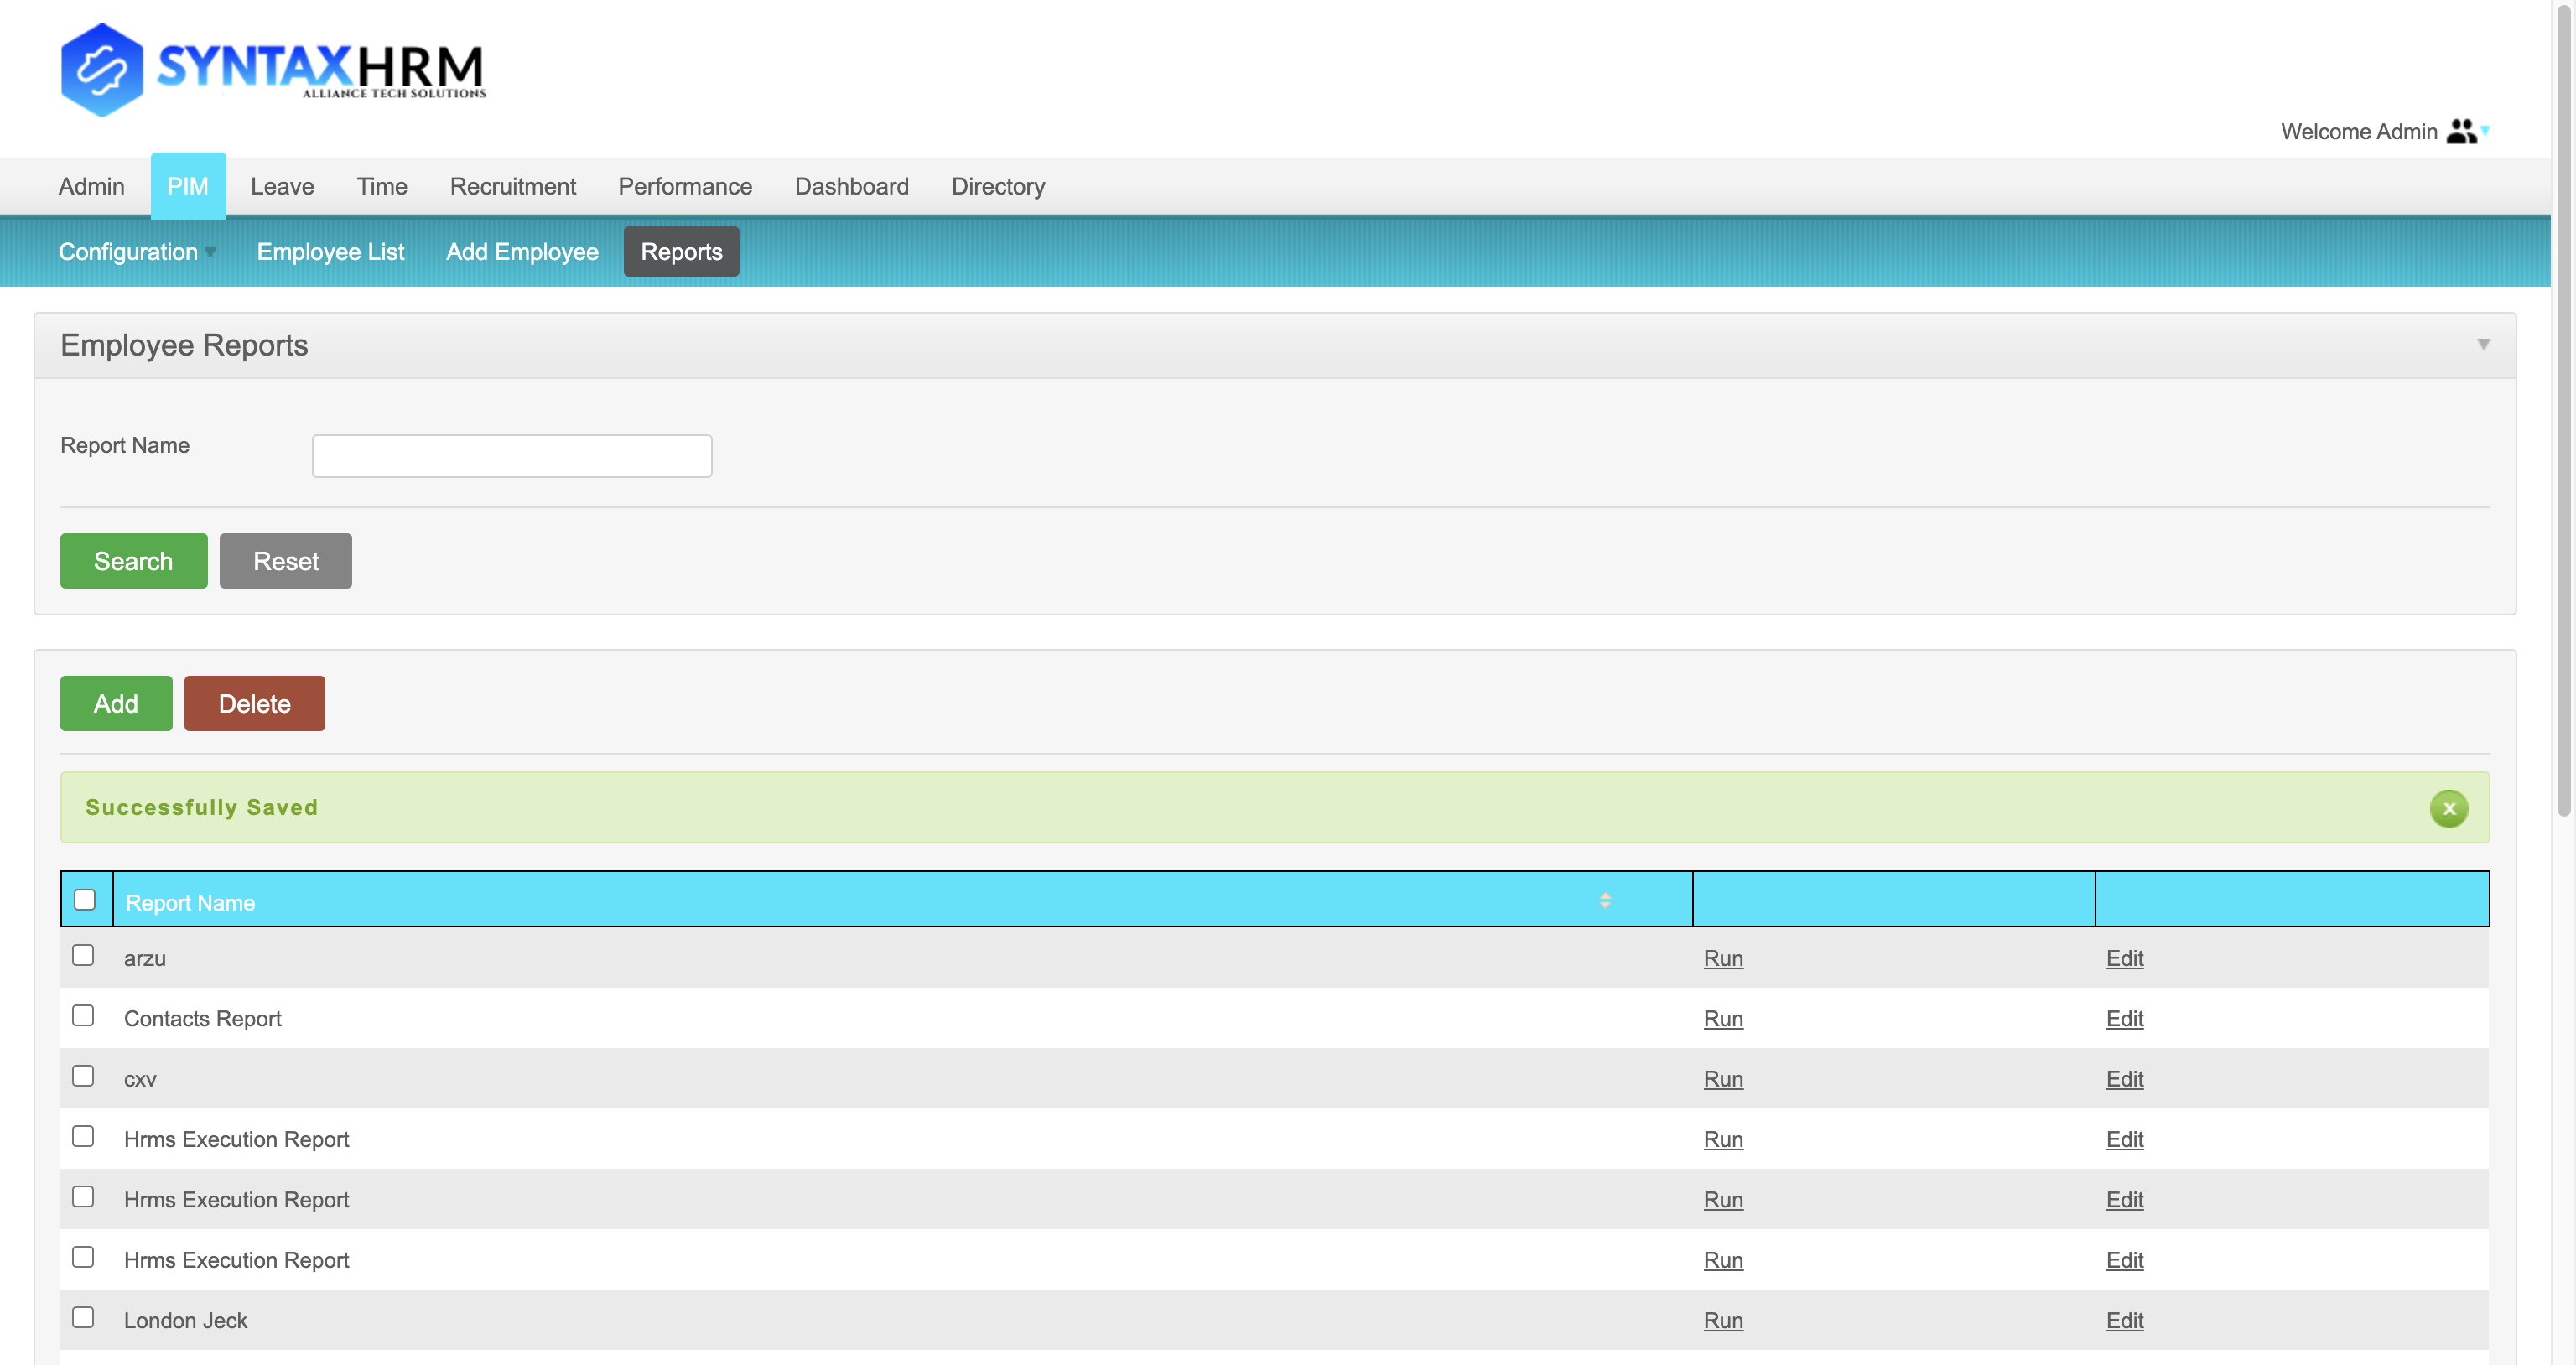 SYNTAXHRM
ALLIANCE TECH SOLUTIONS
Welcome Admin
Admin PIM Leave Time Recruitment Performance Dashboard Directory
Configuration Employee List Add Employee Reports
Employee Reports
Report Name
Search Reset
Add Delete
Successfully Saved
x
Report Name
arzu Run Edit
Contacts Report Run Edit
cxv Run Edit
Hrms Execution Report Run Edit
Hrms Execution Report Run Edit
Hrms Execution Report Run Edit
London Jeck Run Edit